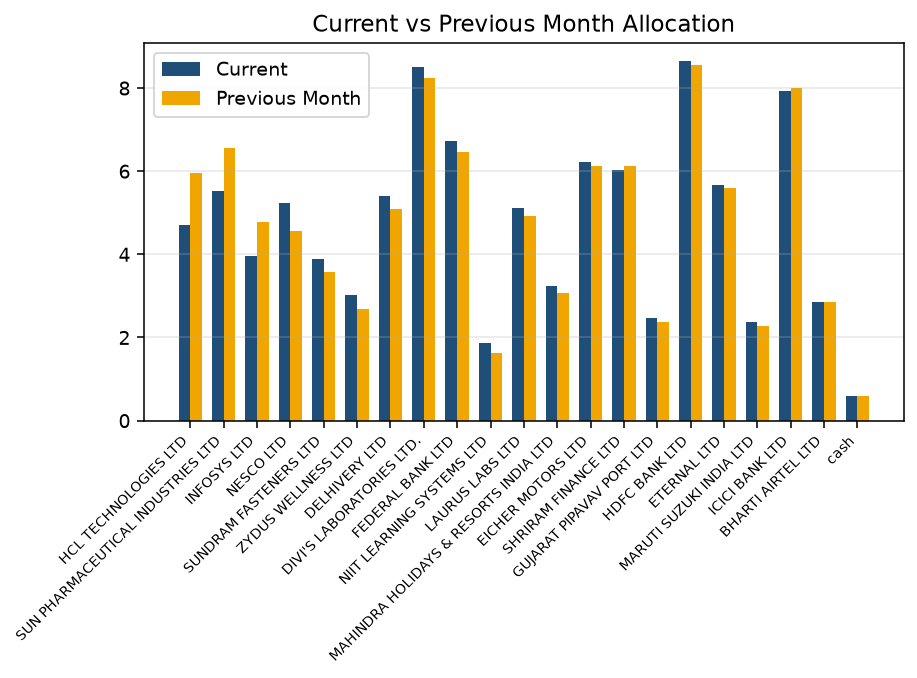 Current vs Previous Month Allocation
Current
Previous Month
8
6
4
2
0
HCL TECHNOLOGIES LTD
SUN PHARMACEUTICAL INDUSTRIES LTD
INFOSYS LTD
NESCO LTD
SUNDRAM FASTENERS LTD
ZYDUS WELLNESS LTD
DELHIVERY LTD
DIVI'S LABORATORIES LTD.
FEDERAL BANK LTD
NIIT LEARNING SYSTEMS LTD
LAURUS LABS LTD
MAHINDRA HOLIDAYS & RESORTS INDIA LTD
EICHER MOTORS LTD
SHRIRAM FINANCE LTD
GUJARAT PIPAVAV PORT LTD
HDFC BANK LTD
ETERNAL LTD
MARUTI SUZUKI INDIA LTD
ICICI BANK LTD
BHARTI AIRTEL LTD
cash